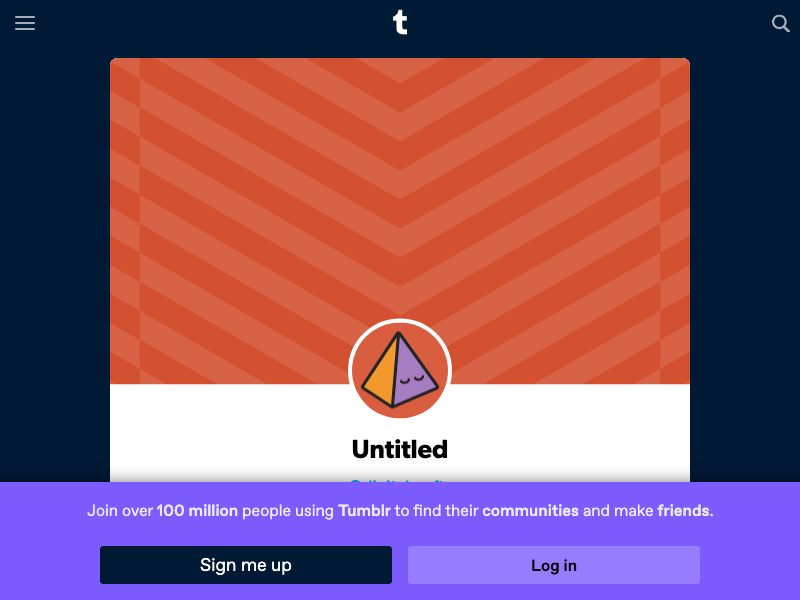 t
Untitled
Join over 100 million people using Tumblr to find their communities and make friends.
Sign me up
Log in